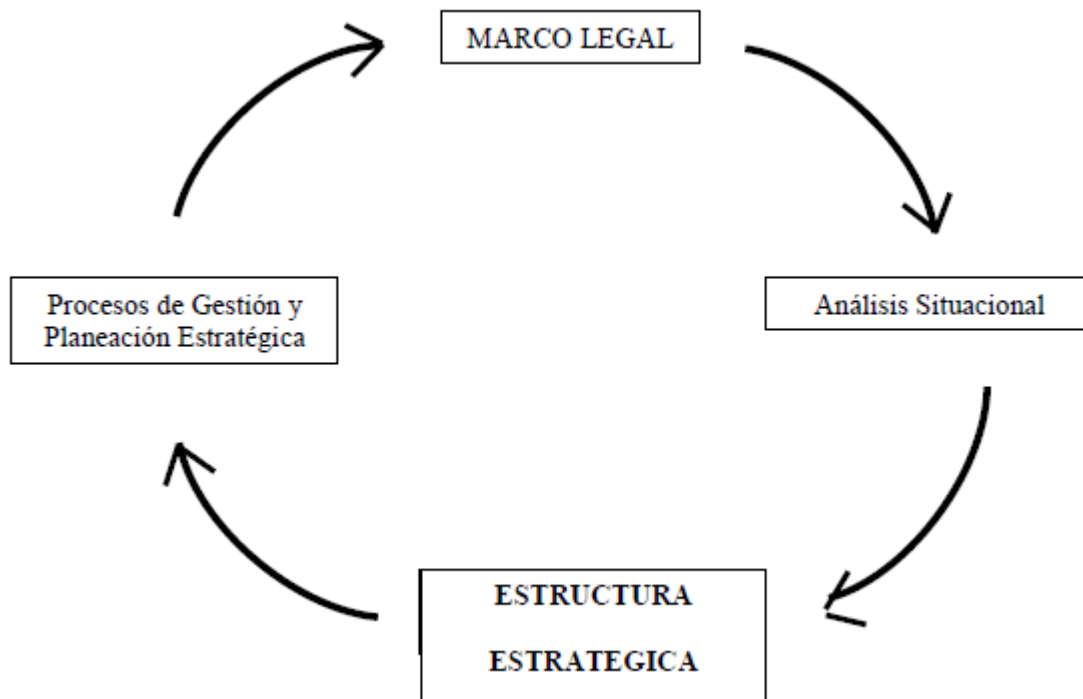 MARCO LEGAL
Procesos de Gestión y
Planeación Estratégica
Análisis Situacional
ESTRUCTURA
ESTRATEGICA